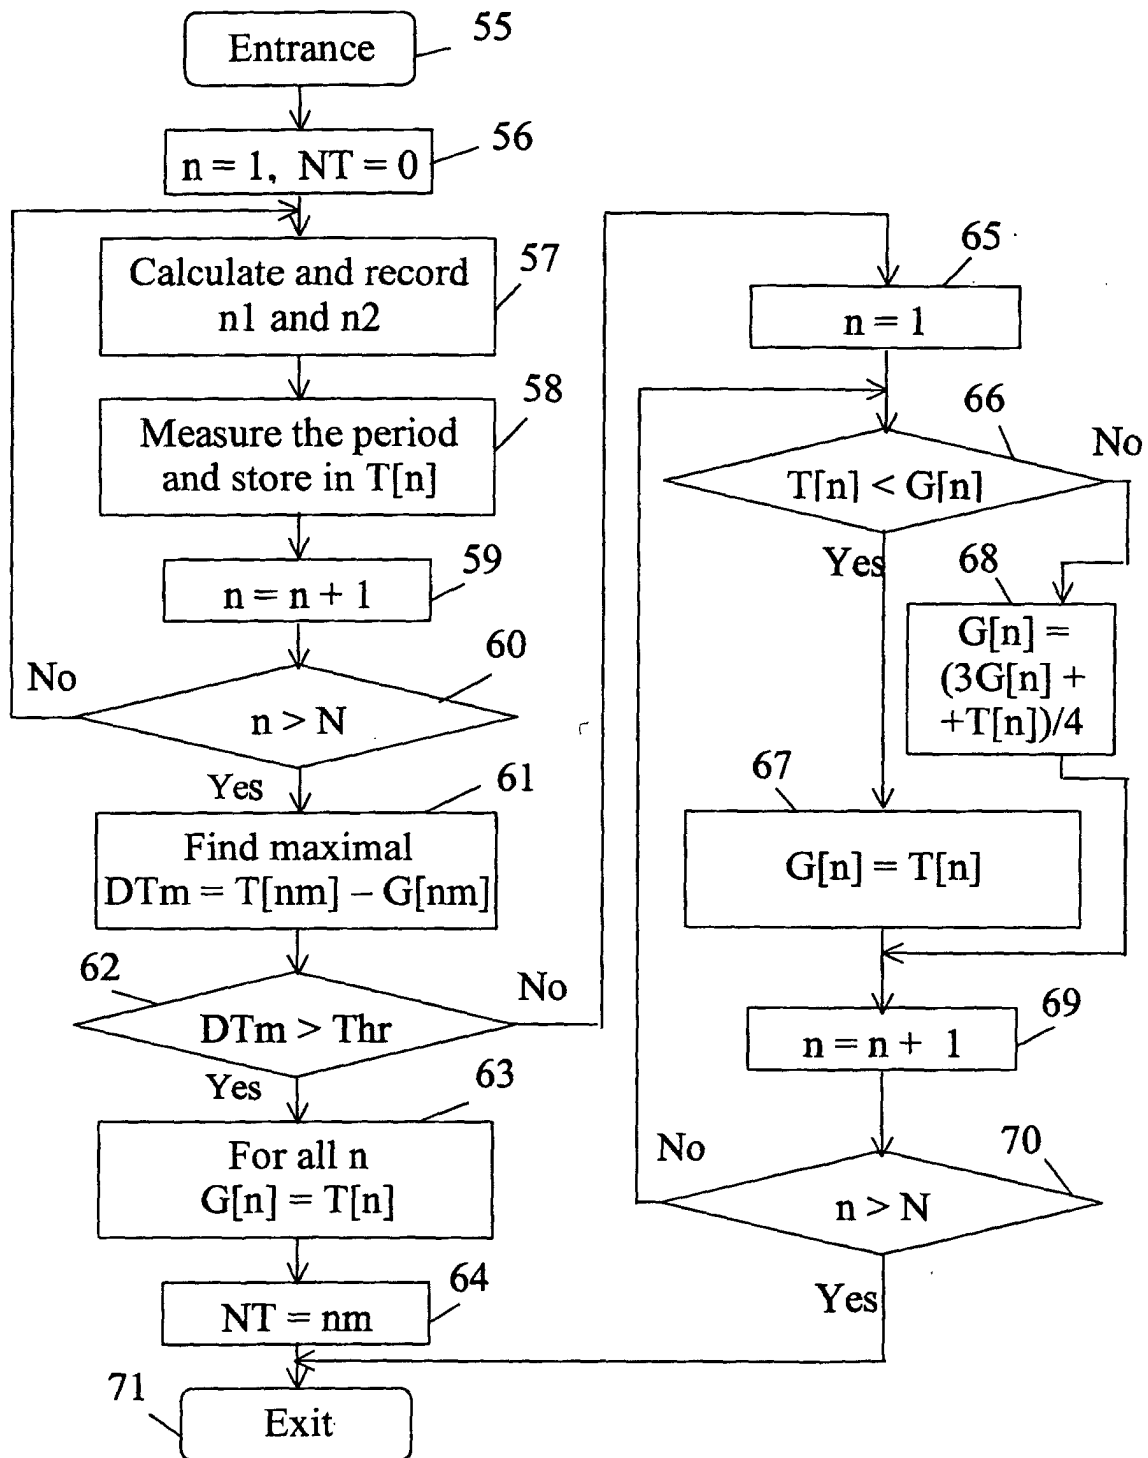 Entrance
55
n = 1, NT = 0
56
Calculate and record
n1 and n2
57
Measure the period
and store in T[n]
58
n = n + 1
59
n > N
60
No
Yes
Find maximal
DTm = T[nm] – G[nm]
61
DTm > Thr
62
No
Yes
For all n
G[n] = T[n]
63
NT = nm
64
n = 1
65
T[n] < G[n]
66
No
Yes
G[n] =
(3G[n] +
+T[n])/4
68
G[n] = T[n]
67
n = n + 1
69
n > N
70
No
Yes
Exit
71